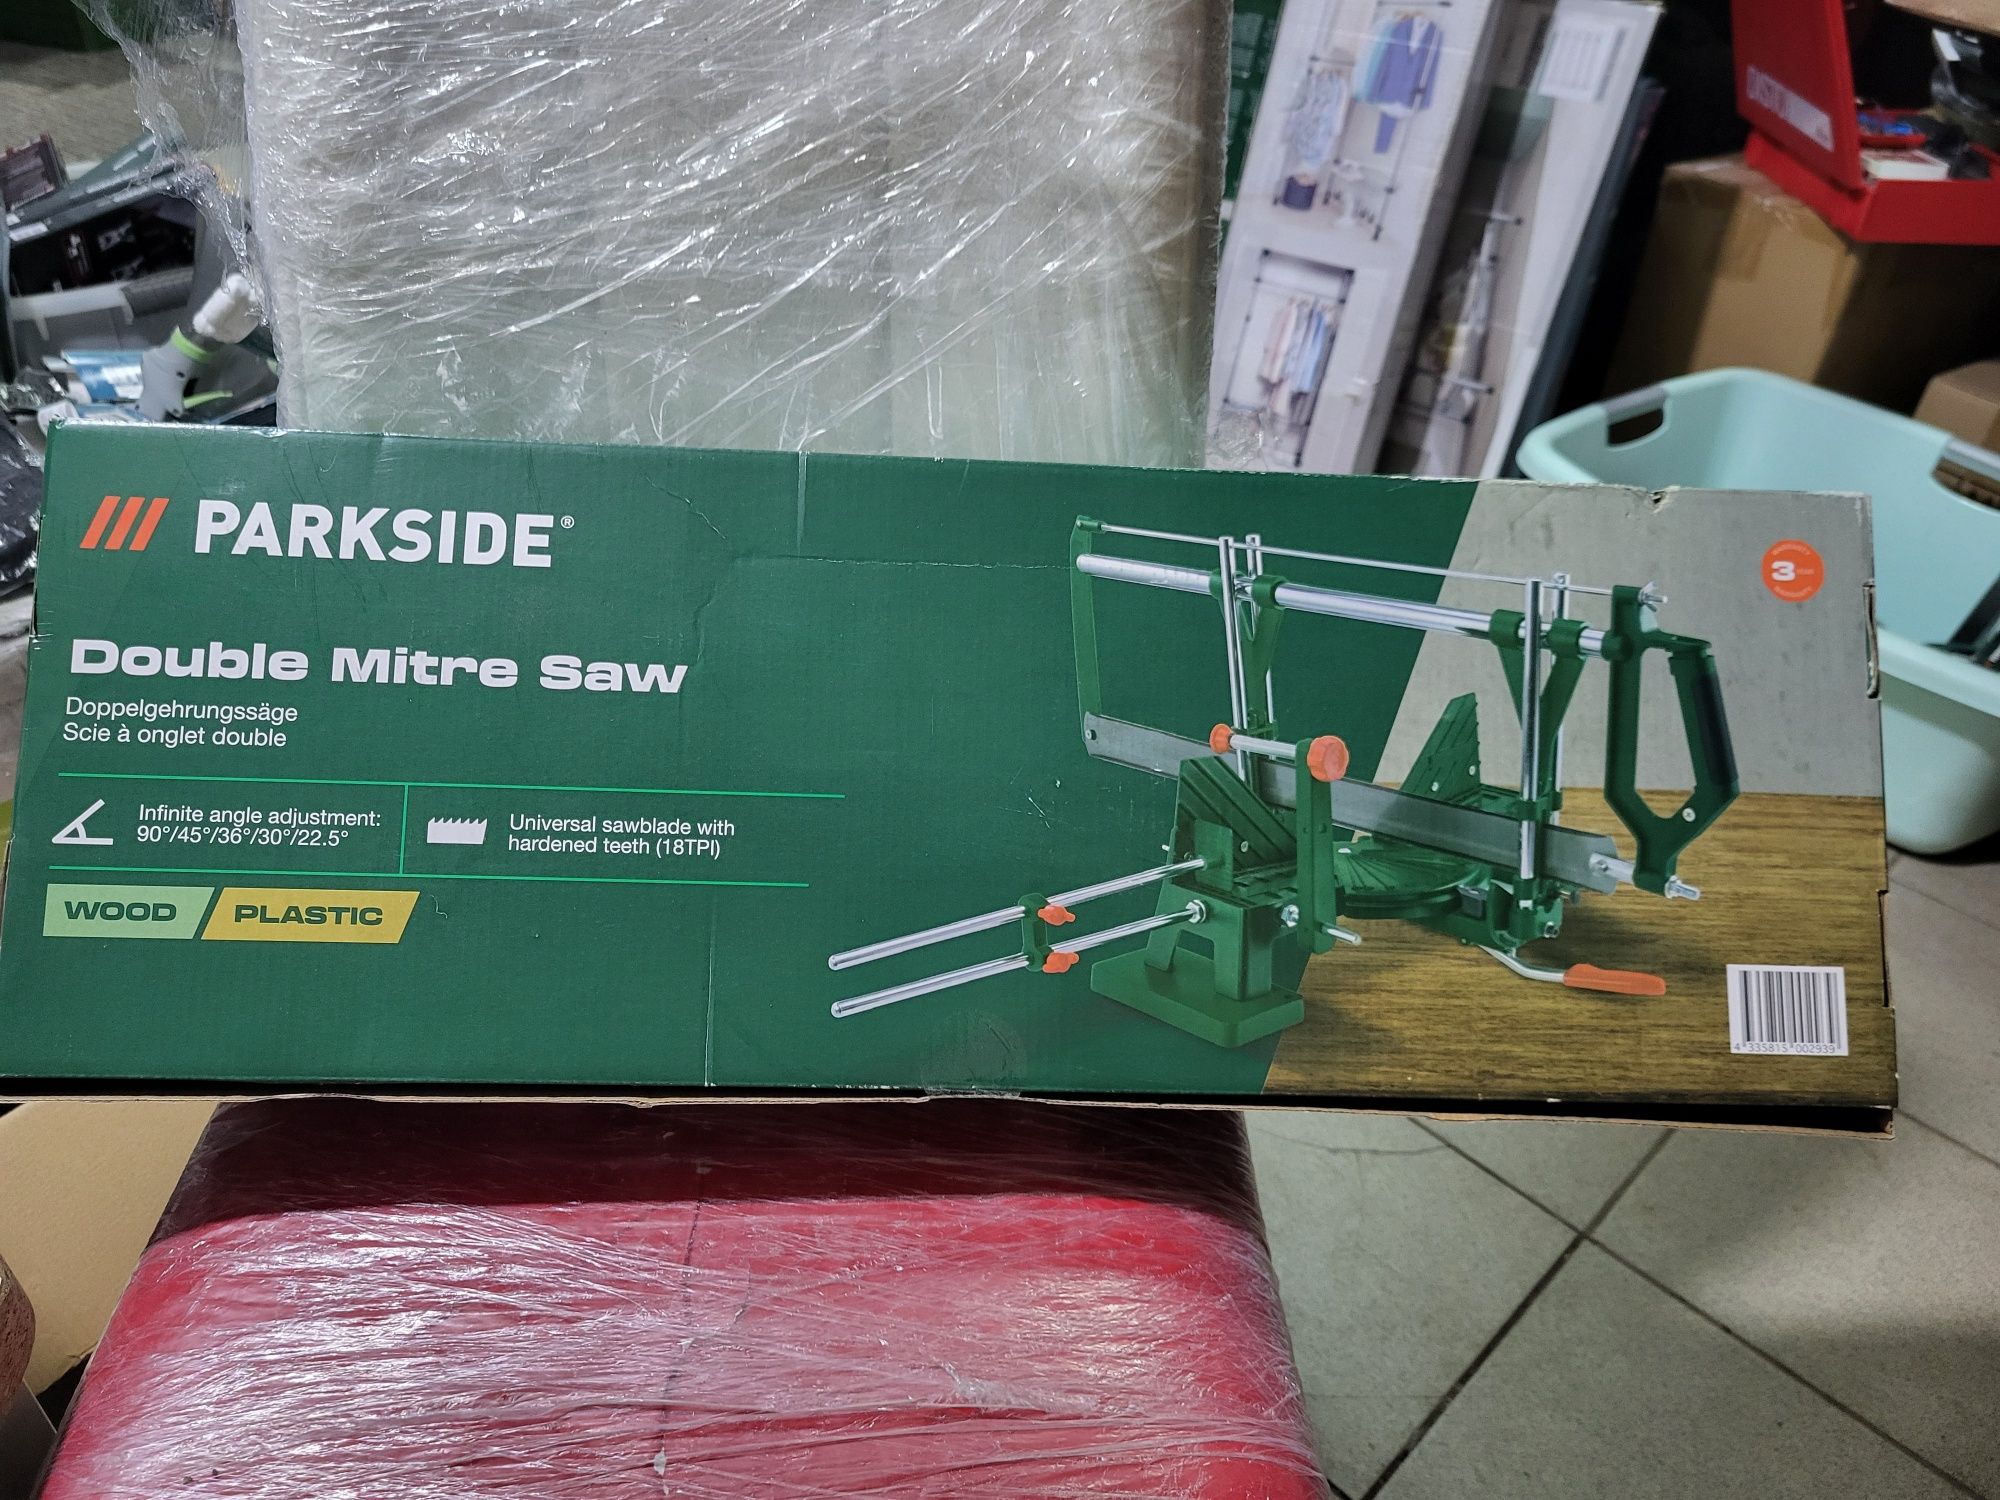 PARKSIDE®
Double Mitre Saw
Doppelgehrungssäge
Scie à onglet double
Infinite angle adjustment:
90°/45°/36°/30°/22.5°
Universal sawblade with
hardened teeth (18TPI)
WOOD
PLASTIC
3
4 335815 002939